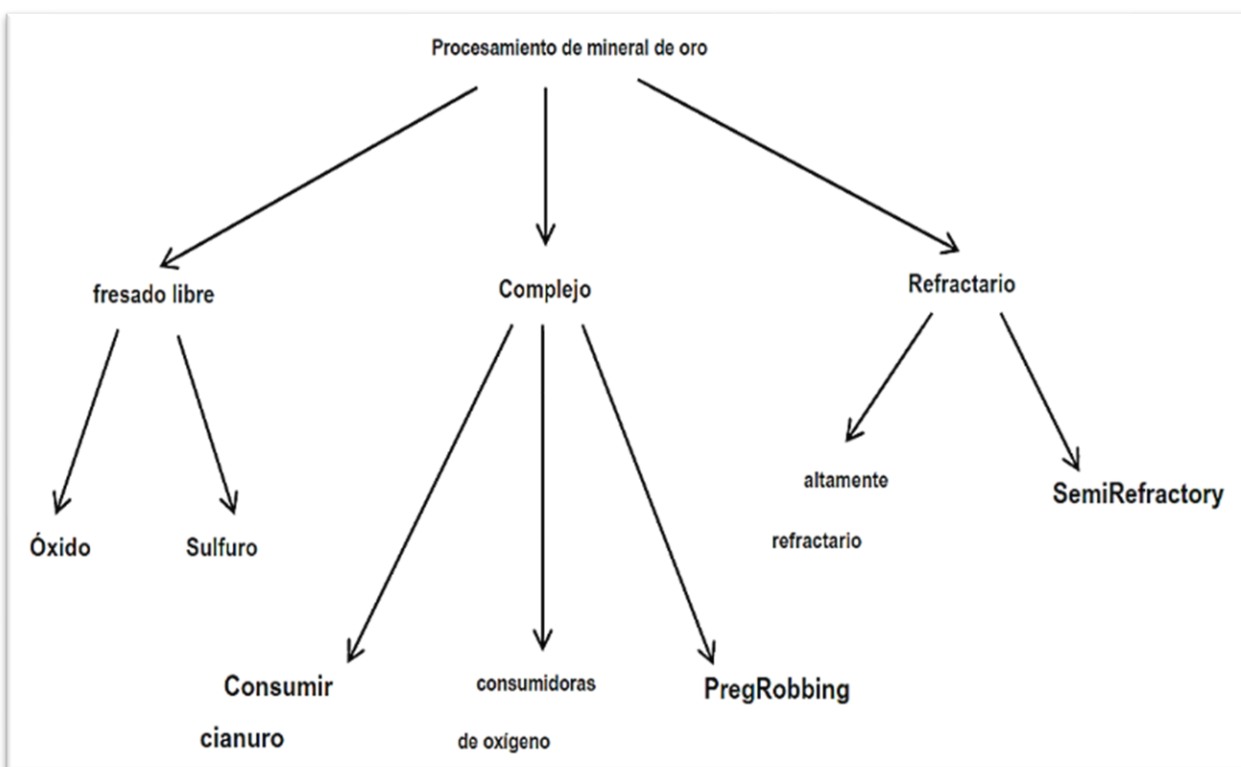 Procesamiento de mineral de oro
fresado libre
Complejo
Refractario
Óxido
Sulfuro
Consumir
cianuro
consumidoras
de oxígeno
PregRobbing
altamente
refractario
SemiRefractory